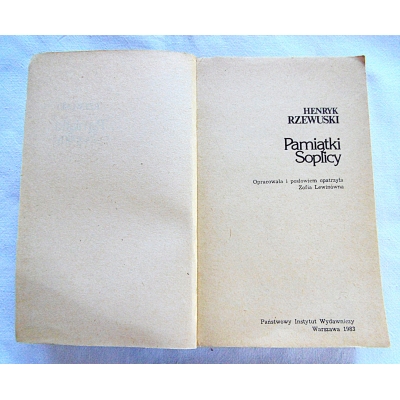 HENRYK
RZEWUSKI
Pamiątki
Soplicy
Opracowała i posłowiem opatrzyła
Zofia Lewinówna
Państwowy Instytut Wydawniczy
Warszawa 1983